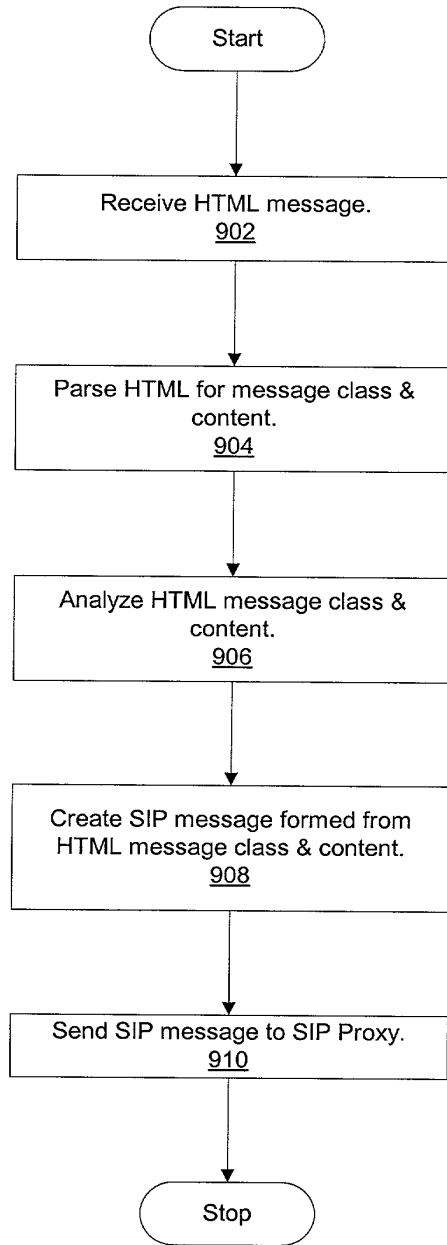 Start
Receive HTML message.
902
Parse HTML for message class &
content.
904
Analyze HTML message class &
content.
906
Create SIP message formed from
HTML message class & content.
908
Send SIP message to SIP Proxy.
910
Stop